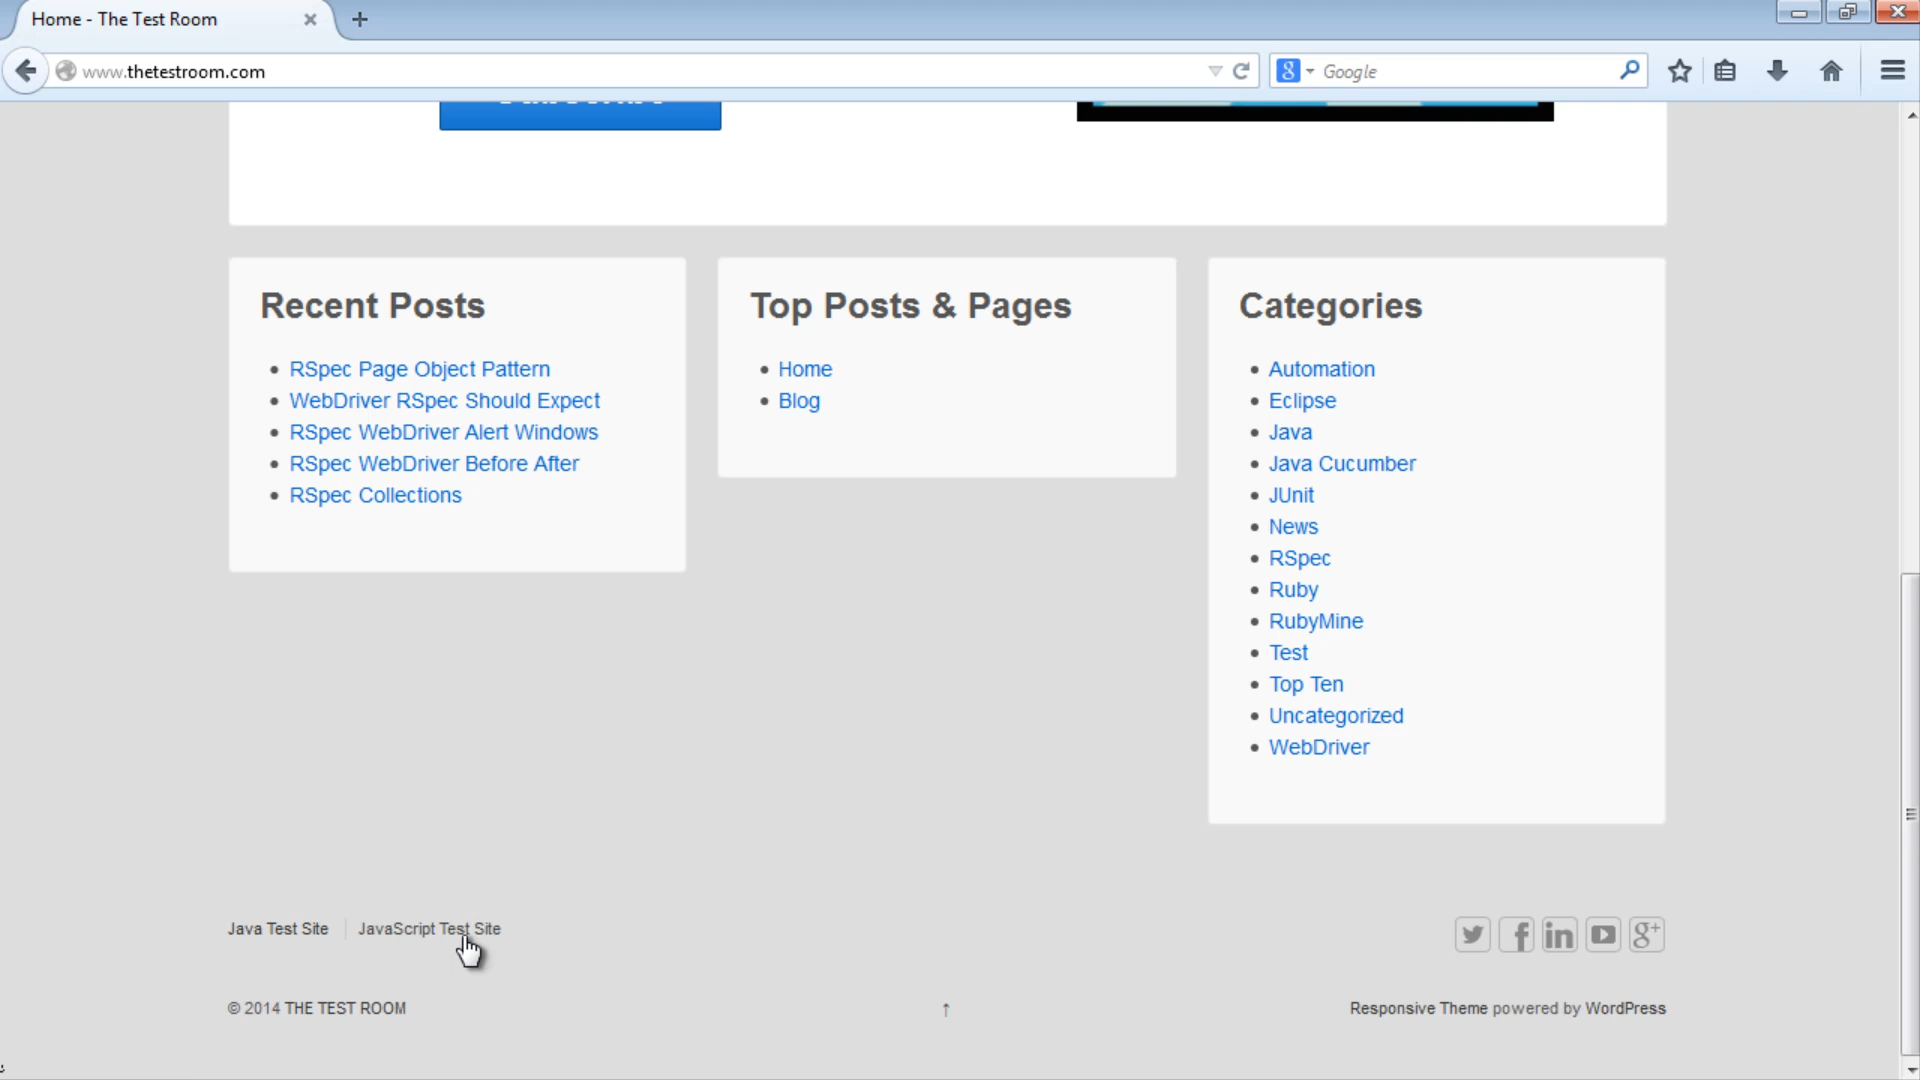 Home - The Test Room
www.thetestroom.com
Google
Recent Posts
RSpec Page Object Pattern
WebDriver RSpec Should Expect
RSpec WebDriver Alert Windows
RSpec WebDriver Before After
RSpec Collections
Top Posts & Pages
Home
Blog
Categories
Automation
Eclipse
Java
Java Cucumber
JUnit
News
RSpec
Ruby
RubyMine
Test
Top Ten
Uncategorized
WebDriver
Java Test Site
JavaScript Test Site
© 2014 THE TEST ROOM
↑
Responsive Theme powered by WordPress